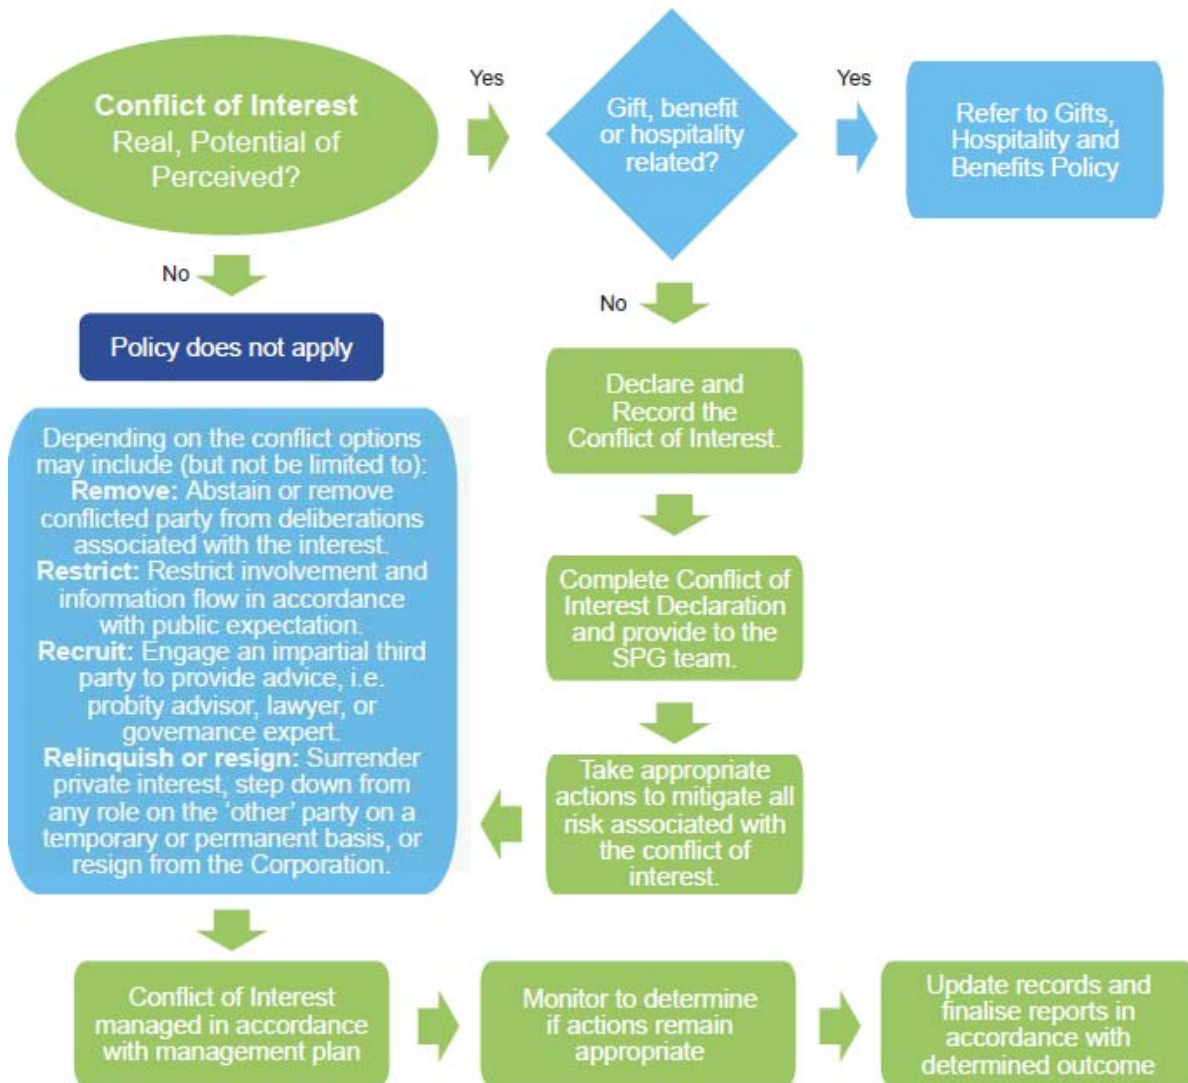 Conflict of Interest
Real, Potential of
Perceived?
Yes
Gift, benefit
or hospitality
related?
Yes
Refer to Gifts,
Hospitality and
Benefits Policy
No
Policy does not apply
No
Declare and
Record the
Conflict of Interest.
Complete Conflict of
Interest Declaration
and provide to the
SPG team.
Take appropriate
actions to mitigate all
risk associated with
the conflict of
interest.
Depending on the conflict options
may include (but not be limited to):
Remove: Abstain or remove
conflicted party from deliberations
associated with the interest.
Restrict: Restrict involvement and
information flow in accordance
with public expectation.
Recruit: Engage an impartial third
party to provide advice, i.e.
probity advisor, lawyer, or
governance expert.
Relinquish or resign: Surrender
private interest, step down from
any role on the ‘other’ party on a
temporary or permanent basis, or
resign from the Corporation.
Conflict of Interest
managed in accordance
with management plan
Monitor to determine
if actions remain
appropriate
Update records and
finalise reports in
accordance with
determined outcome